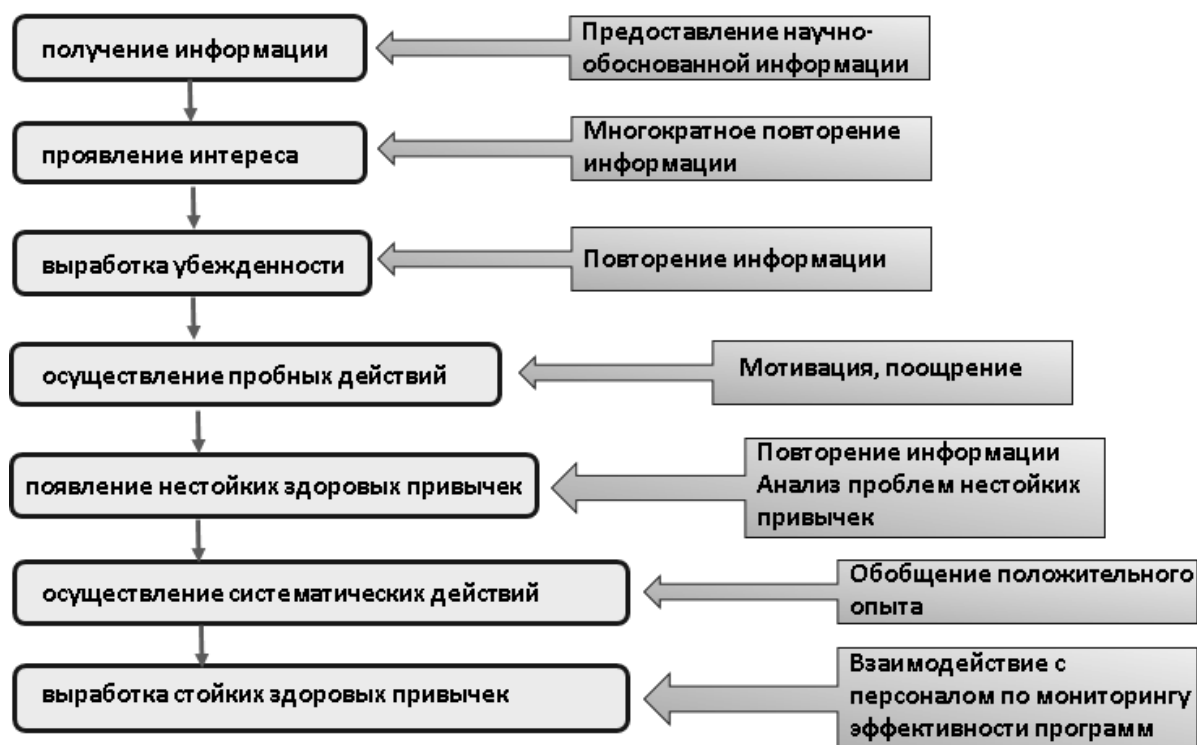 получение информации
Предоставление научно-
обоснованной информации
проявление интереса
Многократное повторение
информации
выработка убежденности
Повторение информации
осуществление пробных действий
Мотивация, поощрение
появление нестойких здоровых привычек
Повторение информации
Анализ проблем нестойких
привычек
осуществление систематических действий
Обобщение положительного
опыта
выработка стойких здоровых привычек
Взаимодействие с
персоналом по мониторингу
эффективности программ